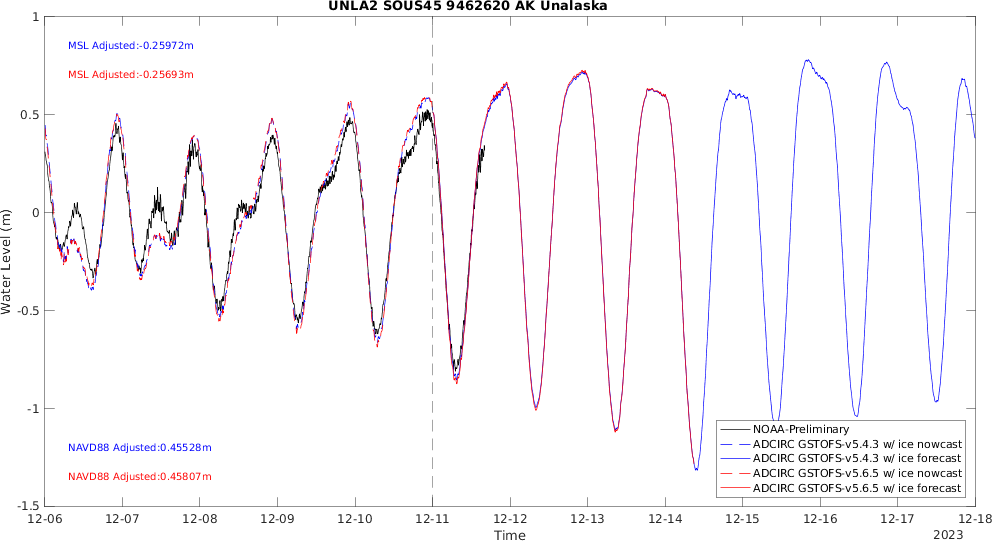 UNLA2 SOUS45 9462620 AK Unalaska
MSL Adjusted:-0.25972m
MSL Adjusted:-0.25693m
NAVD88 Adjusted:0.45528m
NAVD88 Adjusted:0.45807m
Water Level (m)
1
0.5
0
-0.5
-1
-1.5
NOAA-Preliminary
ADCIRC GSTOFS-v5.4.3 w/ ice nowcast
ADCIRC GSTOFS-v5.4.3 w/ ice forecast
ADCIRC GSTOFS-v5.6.5 w/ ice nowcast
ADCIRC GSTOFS-v5.6.5 w/ ice forecast
12-06 12-07 12-08 12-09 12-10 12-11 12-12 12-13 12-14 12-15 12-16 12-17 12-18
Time
2023